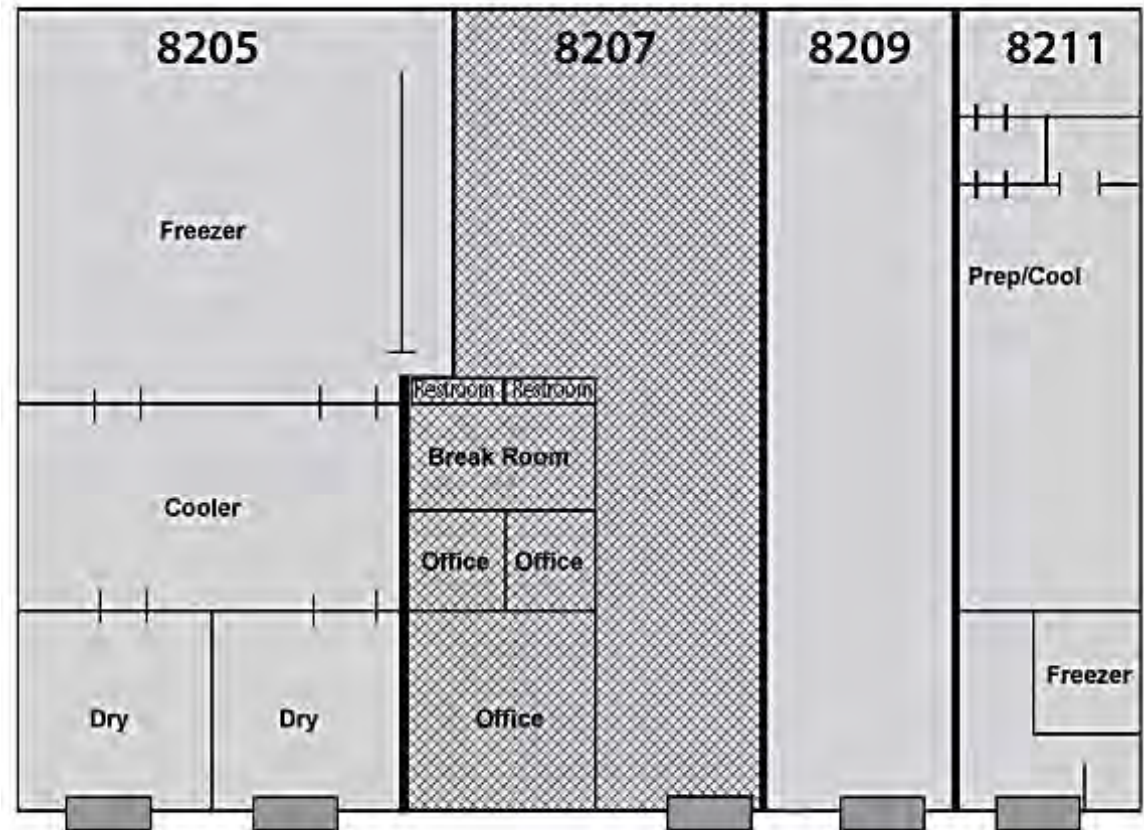 8205
8207
8209
8211
Freezer
Prep/Cool
Restroom
Restroom
Break Room
Cooler
Office
Office
Freezer
Dry
Dry
Office